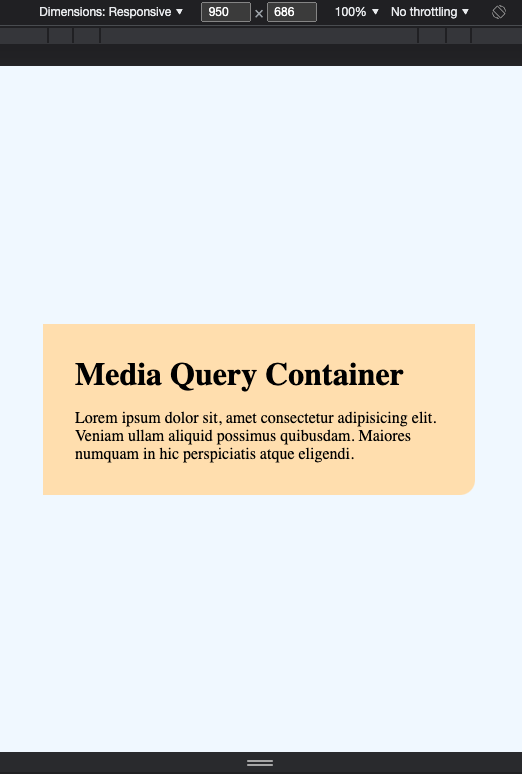 Dimensions: Responsive ▼ 950 × 686 100% ▼ No throttling ▼
Media Query Container
Lorem ipsum dolor sit, amet consectetur adipisicing elit.
Veniam ullam aliquid possimus quibusdam. Maiores
numquam in hic perspiciatis atque eligendi.